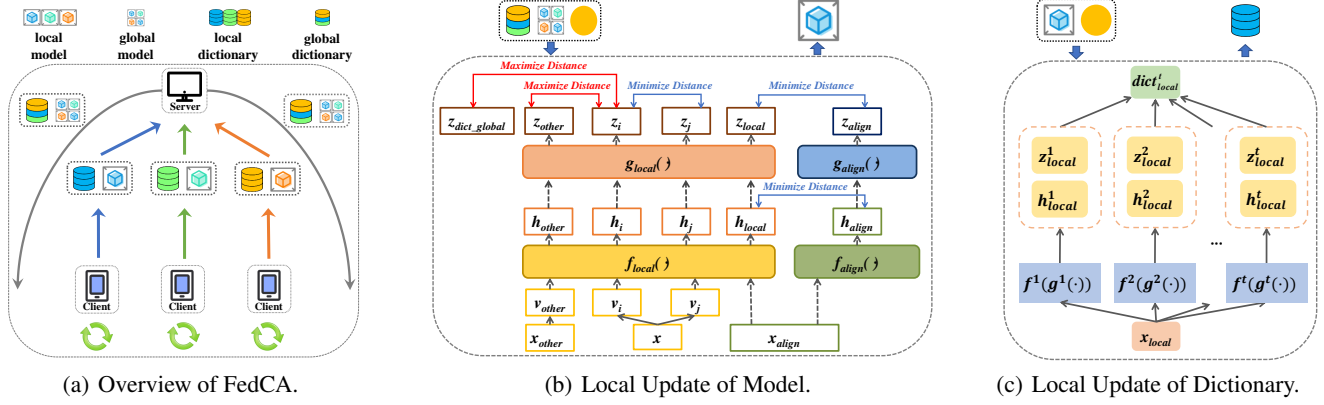 local model
global model
local dictionary
global dictionary
Server
Client
Client
Client
(a) Overview of FedCA.
Maximize Distance
Maximize Distance
Minimize Distance
Minimize Distance
z_dict_global
z_other
z_i
z_j
z_local
z_align
g_local(·)
g_align(·)
Minimize Distance
h_other
h_i
h_j
h_local
h_align
f_local(·)
f_align(·)
v_other
v_i
v_j
x_other
x
x_align
(b) Local Update of Model.
dict^t_local
z^1_local
z^2_local
z^t_local
h^1_local
h^2_local
h^t_local
...
f^1(g^1(·))
f^2(g^2(·))
f^t(g^t(·))
x_local
(c) Local Update of Dictionary.